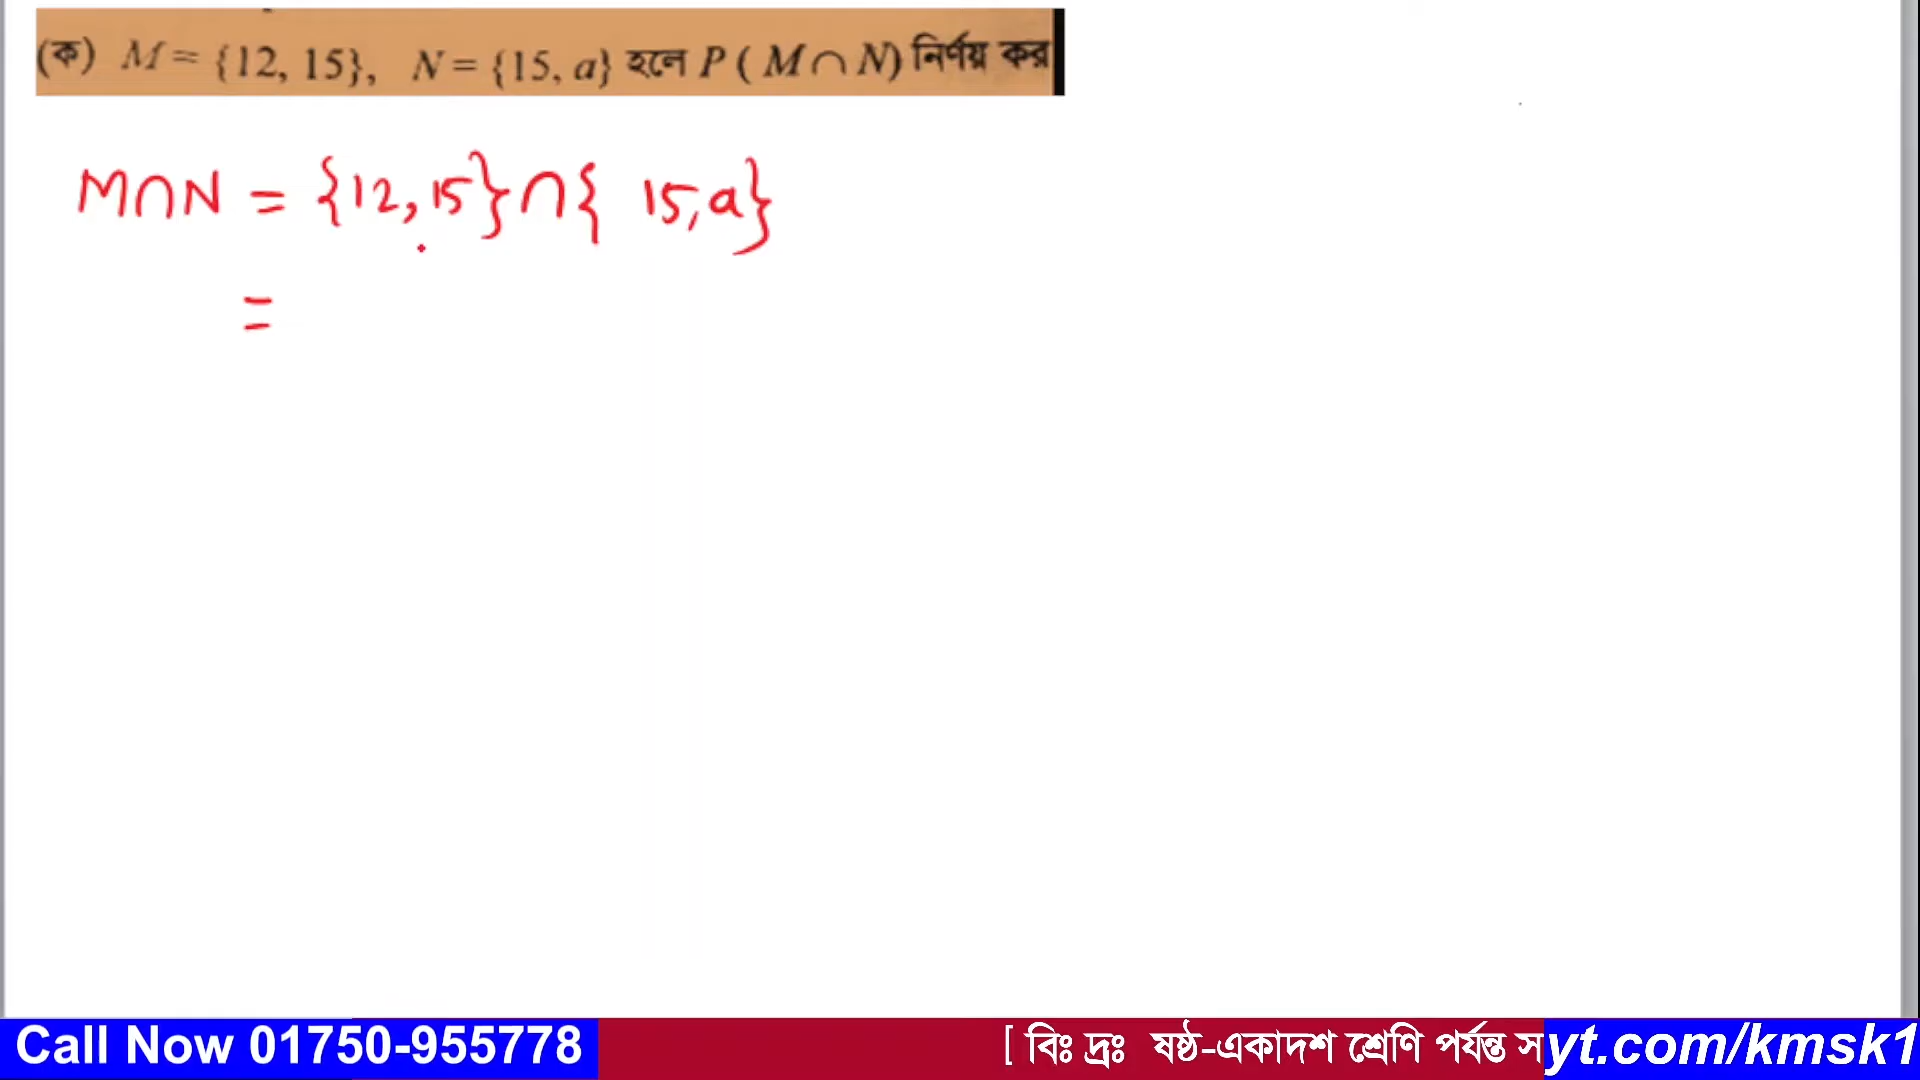 (ক) M = {12, 15}, N = {15, a} হলে P ( M ∩ N) নির্ণয় কর
M∩N = {12,15}∩{ 15,a}
=
Call Now 01750-955778
[ বিঃ দ্রঃ ষষ্ঠ-একাদশ শ্রেণি পর্যন্ত স
yt.com/kmsk1